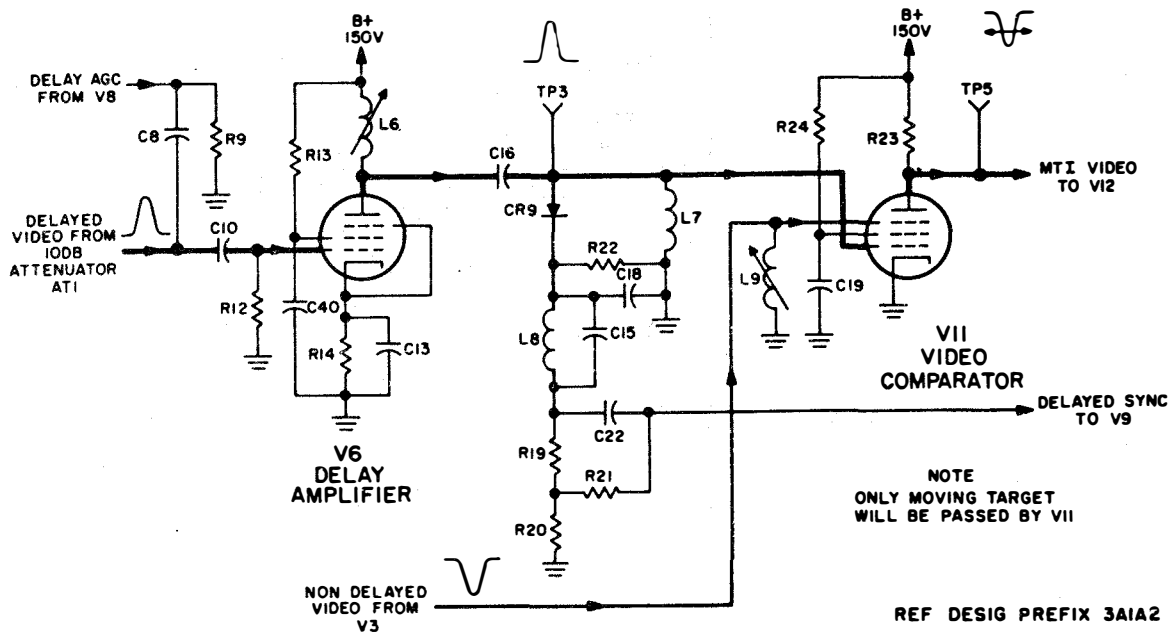 B+
150V
DELAY AGC
FROM V8
C8
R9
R13
L6
DELAYED
VIDEO FROM
10DB
ATTENUATOR
AT1
C10
R12
C40
R14
C13
V6
DELAY
AMPLIFIER
C16
TP3
CR9
R22
C18
L7
L8
C15
C22
R19
R21
R20
B+
150V
TP5
R24
R23
MTI VIDEO
TO V12
L9
C19
V11
VIDEO
COMPARATOR
DELAYED SYNC
TO V9
NOTE
ONLY MOVING TARGET
WILL BE PASSED BY V11
NON DELAYED
VIDEO FROM
V3
REF DESIG PREFIX 3A1A2